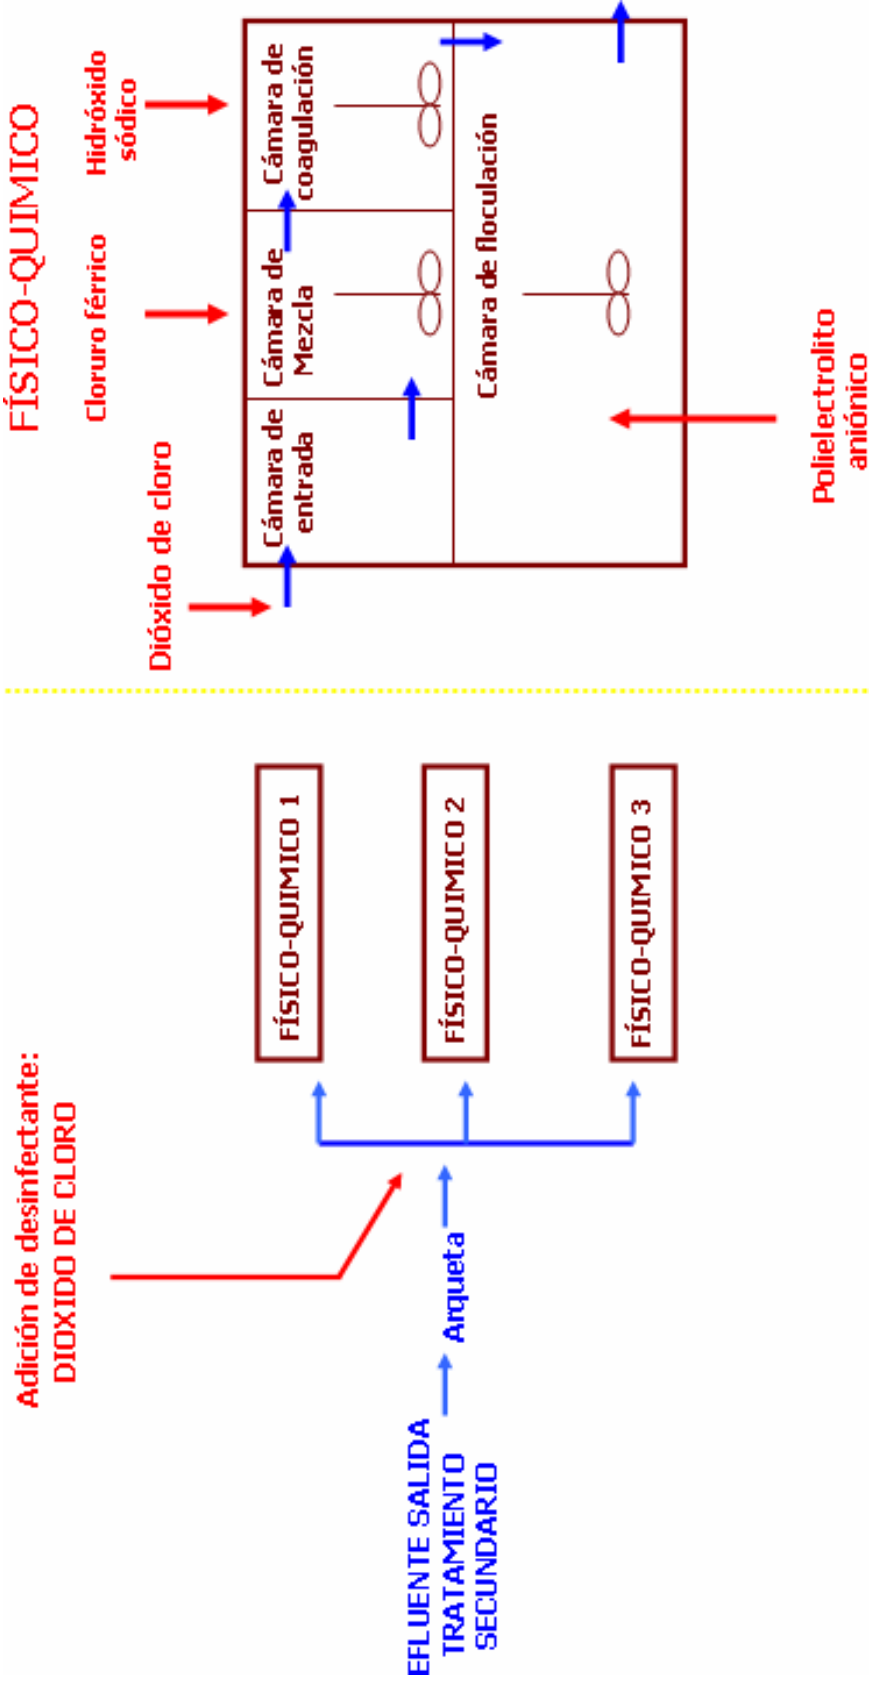 Adición de desinfectante:
DIOXIDO DE CLORO
EFLUENTE SALIDA
TRATAMIENTO
SECUNDARIO
Arqueta
FÍSICO-QUIMICO 1
FÍSICO-QUIMICO 2
FÍSICO-QUIMICO 3
FÍSICO-QUIMICO
Dióxido de cloro
Cloruro férrico
Hidróxido
sódico
Cámara de
entrada
Cámara de
Mezcla
Cámara de
coagulación
Cámara de floculación
Polielectrolito
aniónico